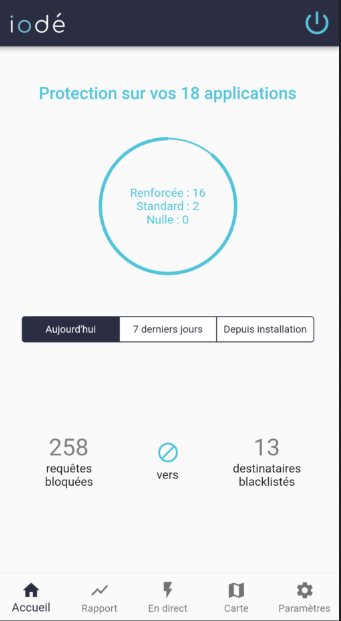 iodé
Protection sur vos 18 applications
Renforcée : 16
Standard : 2
Nulle : 0
Aujourd'hui
7 derniers jours
Depuis installation
258
requêtes
bloquées
vers
13
destinataires
blacklistés
Accueil
Rapport
En direct
Carte
Paramètres